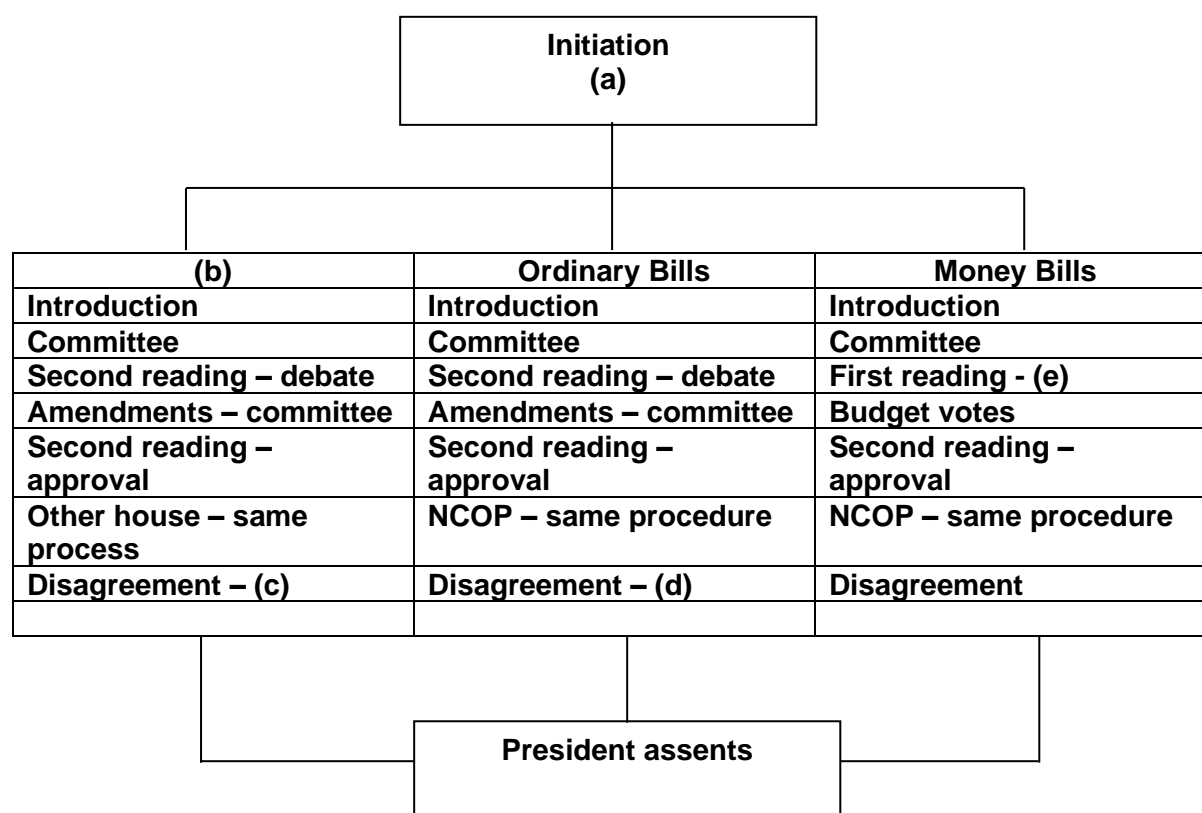 Initiation
(a)
(b)
Ordinary Bills
Money Bills
Introduction
Introduction
Introduction
Committee
Committee
Committee
Second reading – debate
Second reading – debate
First reading - (e)
Amendments – committee
Amendments – committee
Budget votes
Second reading –
approval
Second reading –
approval
Second reading –
approval
Other house – same
process
NCOP – same procedure
NCOP – same procedure
Disagreement – (c)
Disagreement – (d)
Disagreement
President assents